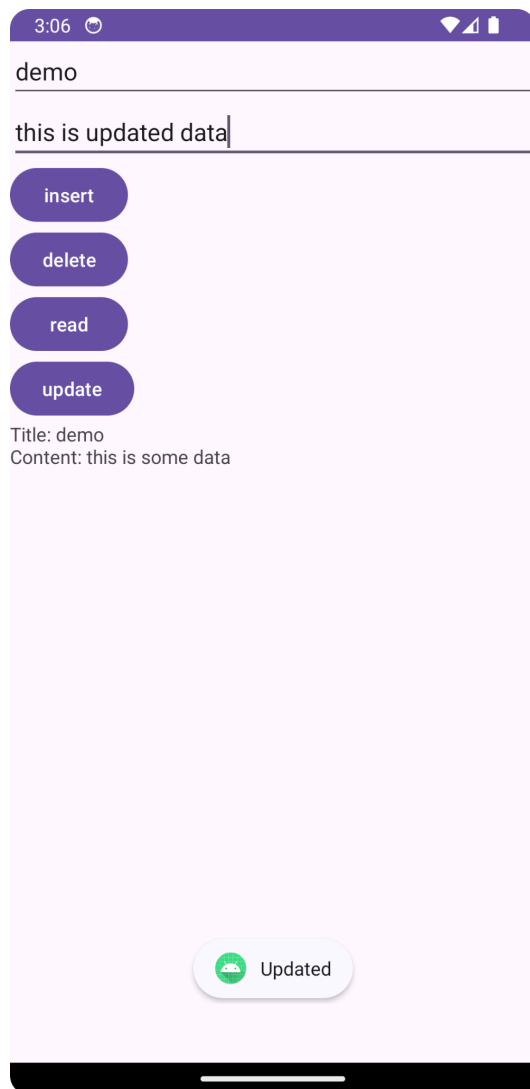 3:06
demo
this is updated data
insert
delete
read
update
Title: demo
Content: this is some data
Updated